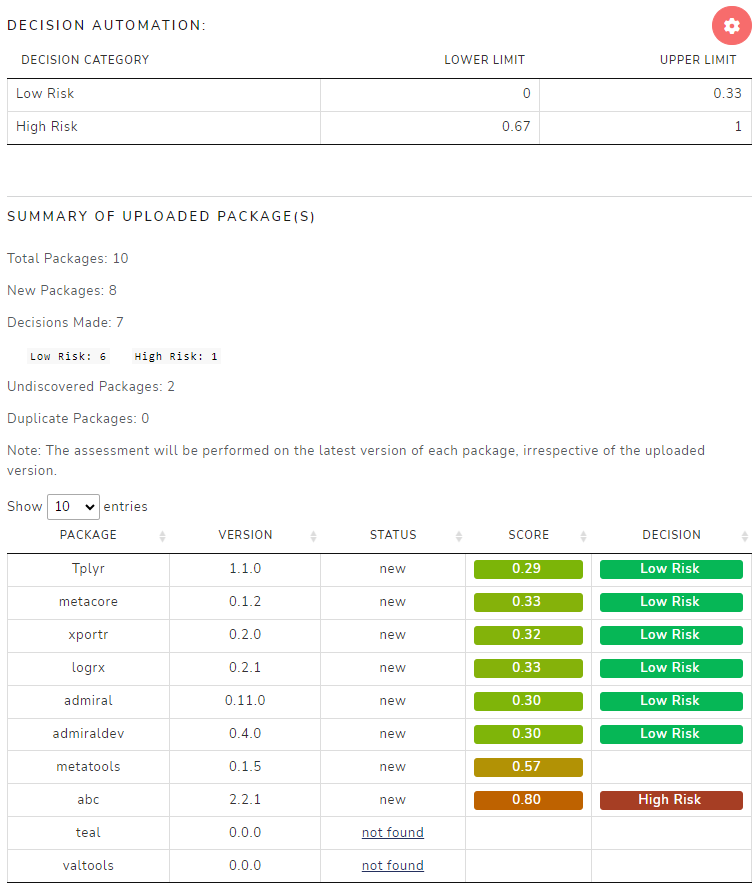 DECISION AUTOMATION:
DECISION CATEGORY LOWER LIMIT UPPER LIMIT
Low Risk 0 0.33
High Risk 0.67 1
SUMMARY OF UPLOADED PACKAGE(S)
Total Packages: 10
New Packages: 8
Decisions Made: 7
Low Risk: 6 High Risk: 1
Undiscovered Packages: 2
Duplicate Packages: 0
Note: The assessment will be performed on the latest version of each package, irrespective of the uploaded
version.
Show 10 entries
PACKAGE VERSION STATUS SCORE DECISION
Tplyr 1.1.0 new 0.29 Low Risk
metacore 0.1.2 new 0.33 Low Risk
xportr 0.2.0 new 0.32 Low Risk
logrx 0.2.1 new 0.33 Low Risk
admiral 0.11.0 new 0.30 Low Risk
admiraldev 0.4.0 new 0.30 Low Risk
metatools 0.1.5 new 0.57
abc 2.2.1 new 0.80 High Risk
teal 0.0.0 not found
valtools 0.0.0 not found